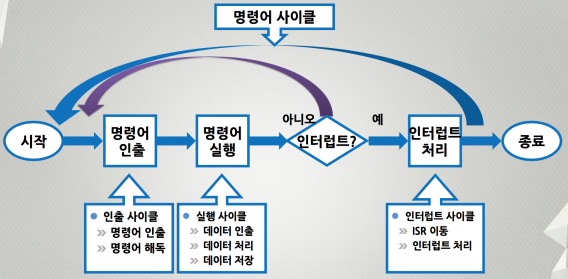 명령어 사이클
아니오
예
시작
명령어
인출
명령어
실행
인터럽트?
인터럽트
처리
종료
인출 사이클
명령어 인출
명령어 해독
실행 사이클
데이터 인출
데이터 처리
데이터 저장
인터럽트 사이클
ISR 이동
인터럽트 처리